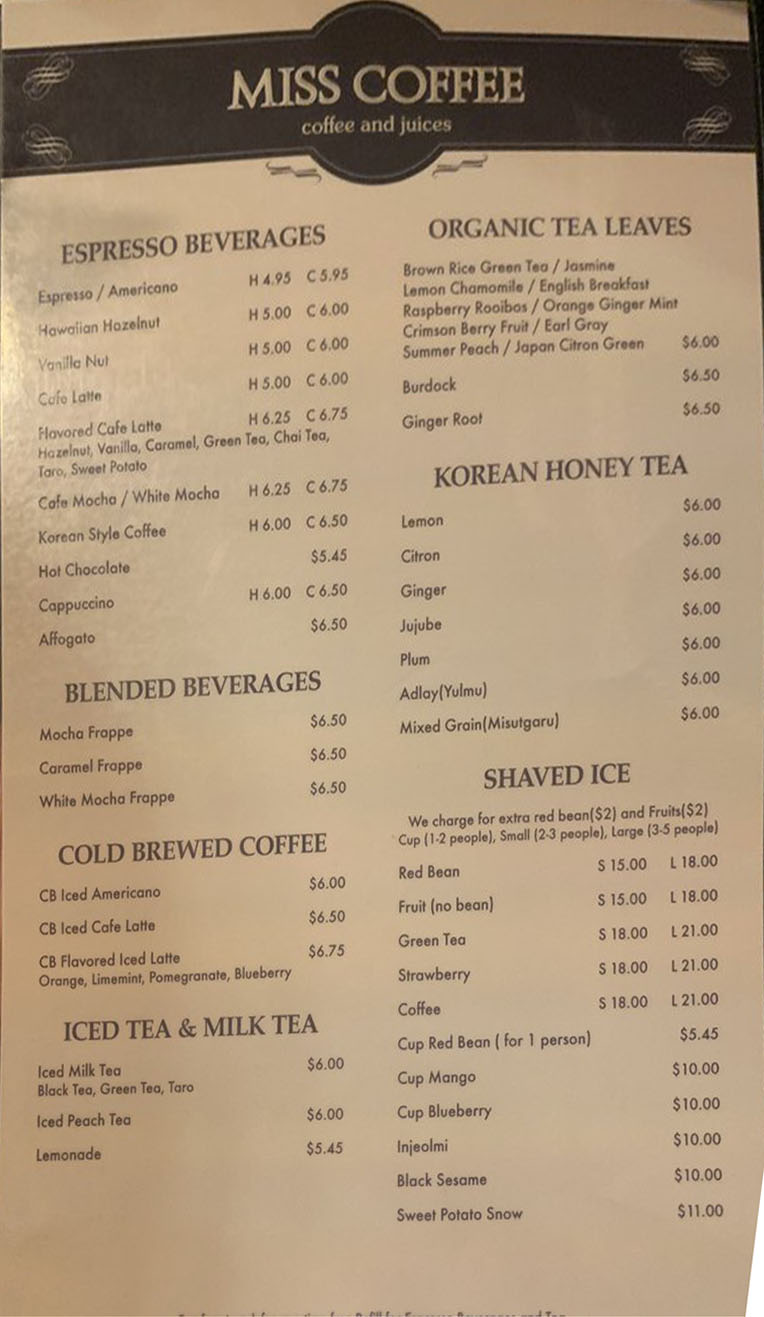 MISS COFFEE
coffee and juices
ESPRESSO BEVERAGES
Espresso / Americano H 4.95 C 5.95
Hawaiian Hazelnut H 5.00 C 6.00
Vanilla Nut H 5.00 C 6.00
Cafe Latte H 5.00 C 6.00
Flavored Cafe Latte H 6.25 C 6.75
Hazelnut, Vanilla, Caramel, Green Tea, Chai Tea,
Taro, Sweet Potato
Cafe Mocha / White Mocha H 6.25 C 6.75
Korean Style Coffee H 6.00 C 6.50
Hot Chocolate $5.45
Cappuccino H 6.00 C 6.50
Affogato $6.50
BLENDED BEVERAGES
Mocha Frappe $6.50
Caramel Frappe $6.50
White Mocha Frappe $6.50
COLD BREWED COFFEE
CB Iced Americano $6.00
CB Iced Cafe Latte $6.50
CB Flavored Iced Latte $6.75
Orange, Limemint, Pomegranate, Blueberry
ICED TEA & MILK TEA
Iced Milk Tea $6.00
Black Tea, Green Tea, Taro
Iced Peach Tea $6.00
Lemonade $5.45
ORGANIC TEA LEAVES
Brown Rice Green Tea / Jasmine
Lemon Chamomile / English Breakfast
Raspberry Rooibos / Orange Ginger Mint
Crimson Berry Fruit / Earl Gray
Summer Peach / Japan Citron Green $6.00
Burdock $6.50
Ginger Root $6.50
KOREAN HONEY TEA
Lemon $6.00
Citron $6.00
Ginger $6.00
Jujube $6.00
Plum $6.00
Adlay(Yulmu) $6.00
Mixed Grain(Misutgaru) $6.00
SHAVED ICE
We charge for extra red bean($2) and Fruits($2)
Cup (1-2 people), Small (2-3 people), Large (3-5 people)
Red Bean S 15.00 L 18.00
Fruit (no bean) S 15.00 L 18.00
Green Tea S 18.00 L 21.00
Strawberry S 18.00 L 21.00
Coffee S 18.00 L 21.00
Cup Red Bean ( for 1 person) $5.45
Cup Mango $10.00
Cup Blueberry $10.00
Injeolmi $10.00
Black Sesame $10.00
Sweet Potato Snow $11.00